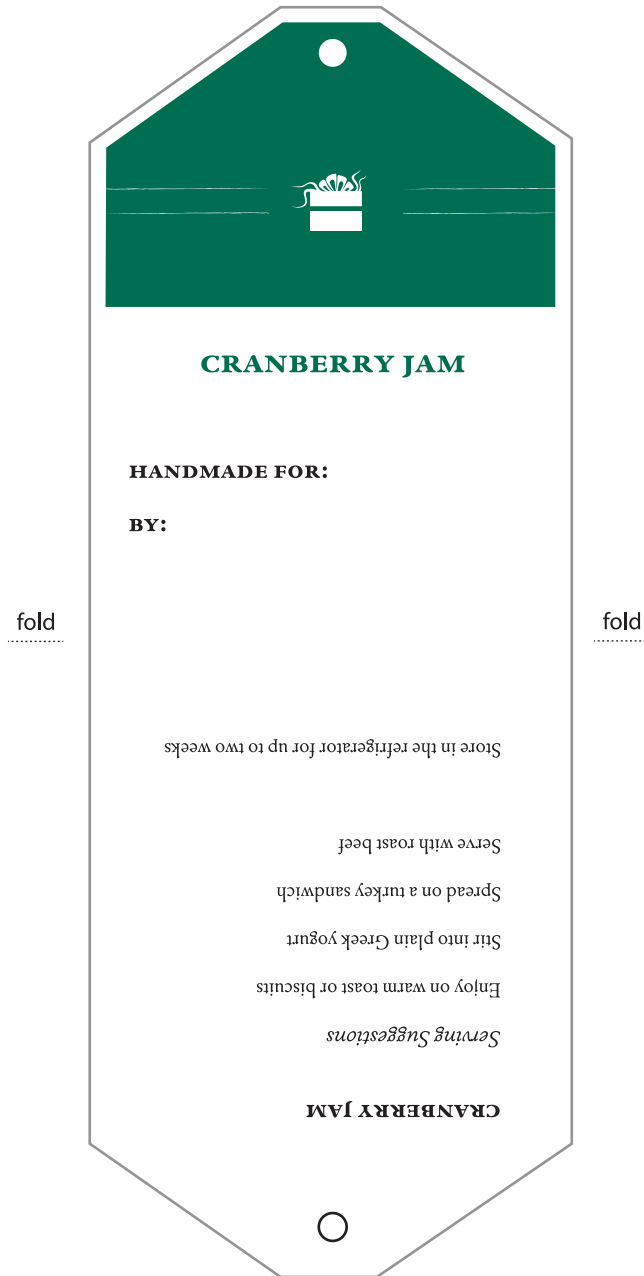 CRANBERRY JAM
HANDMADE FOR:
BY:
fold
fold
CRANBERRY JAM
Serving Suggestions
Enjoy on warm toast or biscuits
Stir into plain Greek yogurt
Spread on a turkey sandwich
Serve with roast beef
Store in the refrigerator for up to two weeks